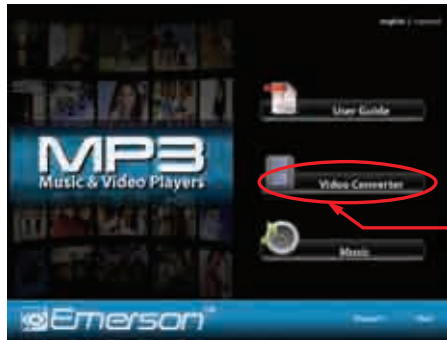 User Guide
MP3
Music & Video Players
Video Converter
Music
Emerson